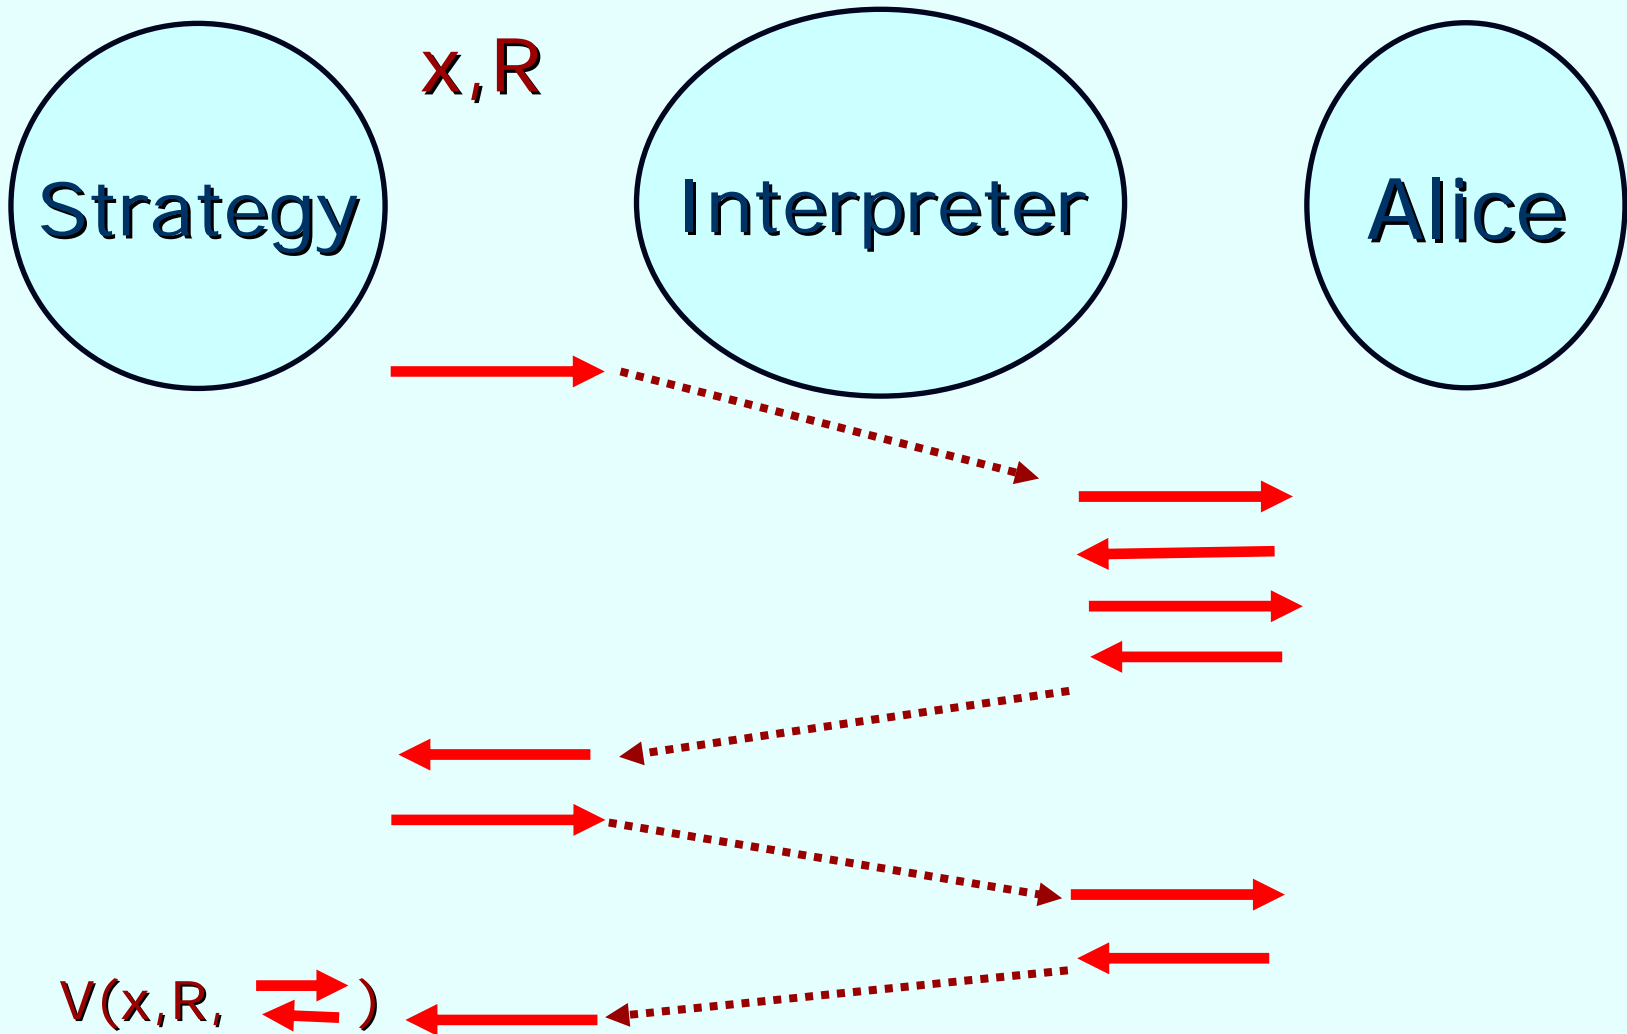 x,R
Strategy
Interpreter
Alice
V(x,R, )